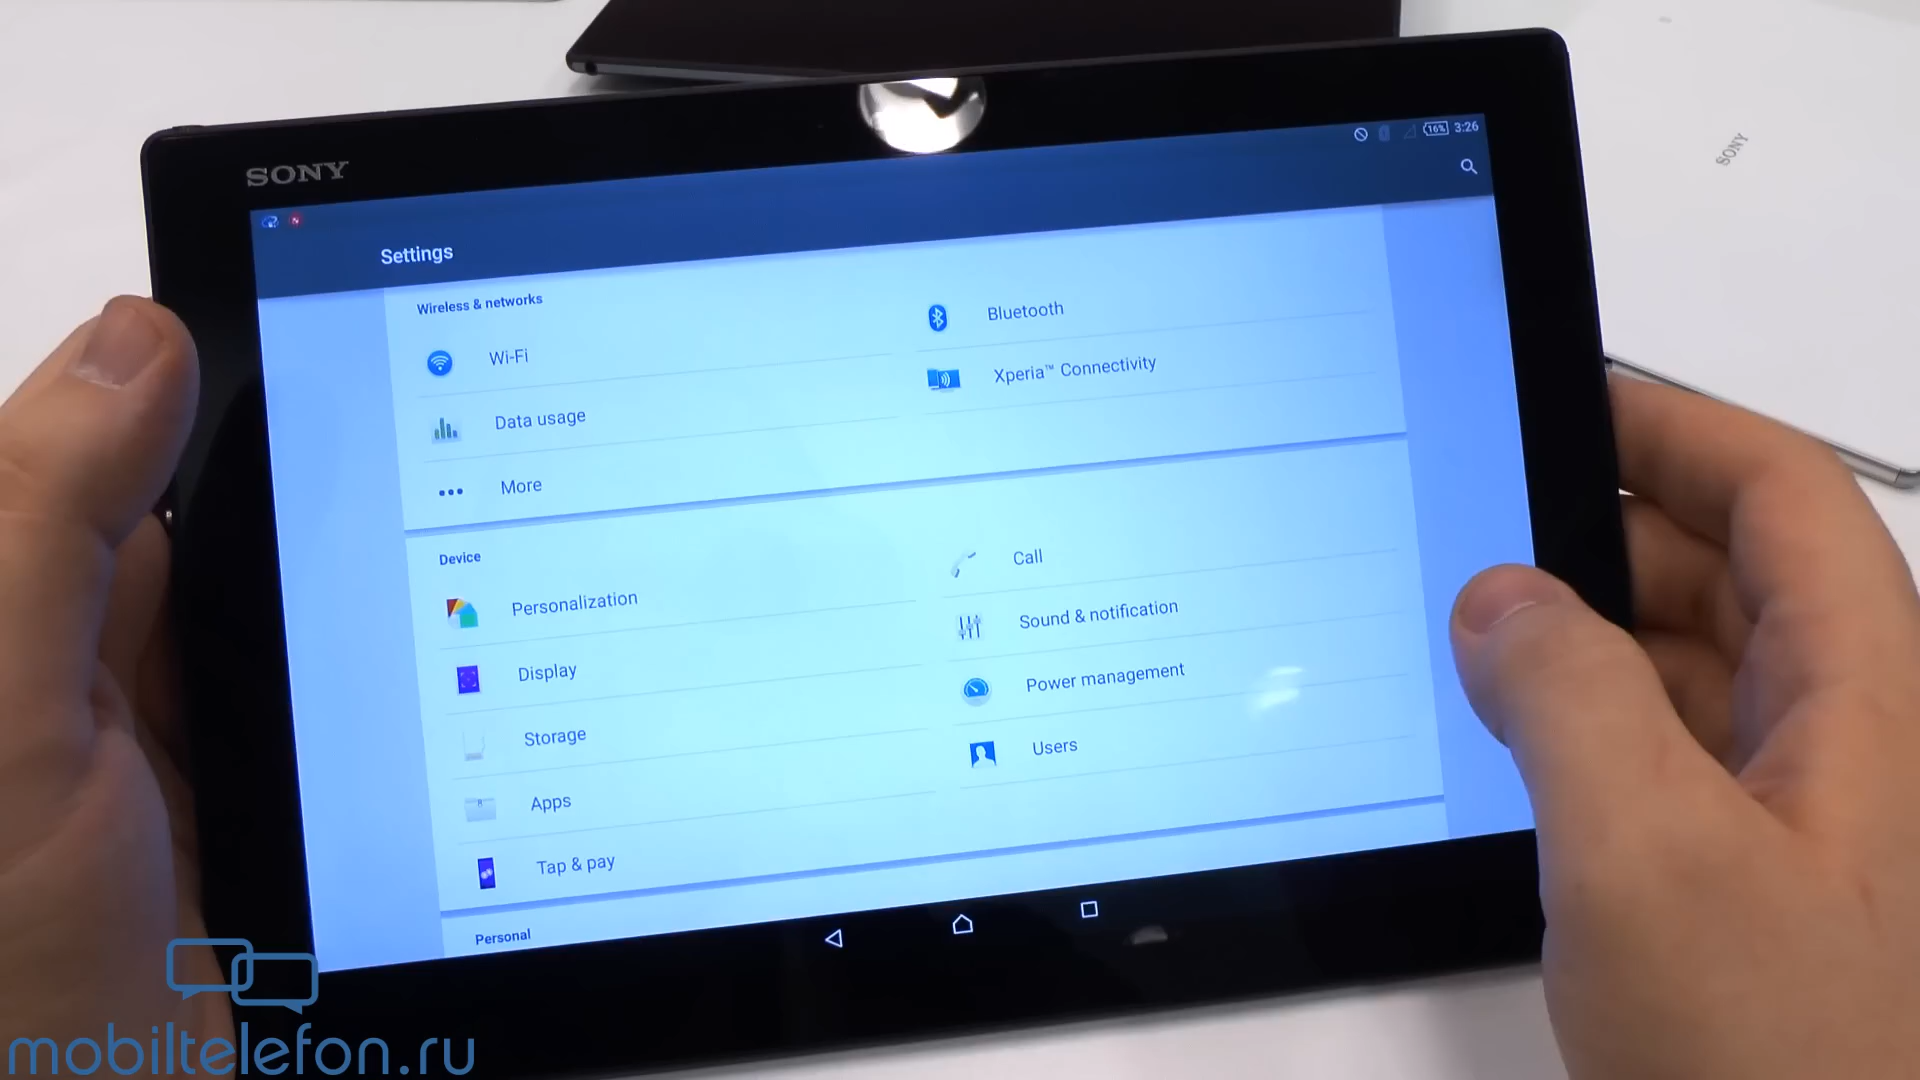 SONY
SONY
16% 3:26
Settings
Wireless & networks
Wi-Fi
Bluetooth
Data usage
Xperia™ Connectivity
More
Device
Personalization
Call
Display
Sound & notification
Storage
Power management
Apps
Users
Tap & pay
Personal
mobiltelefon.ru